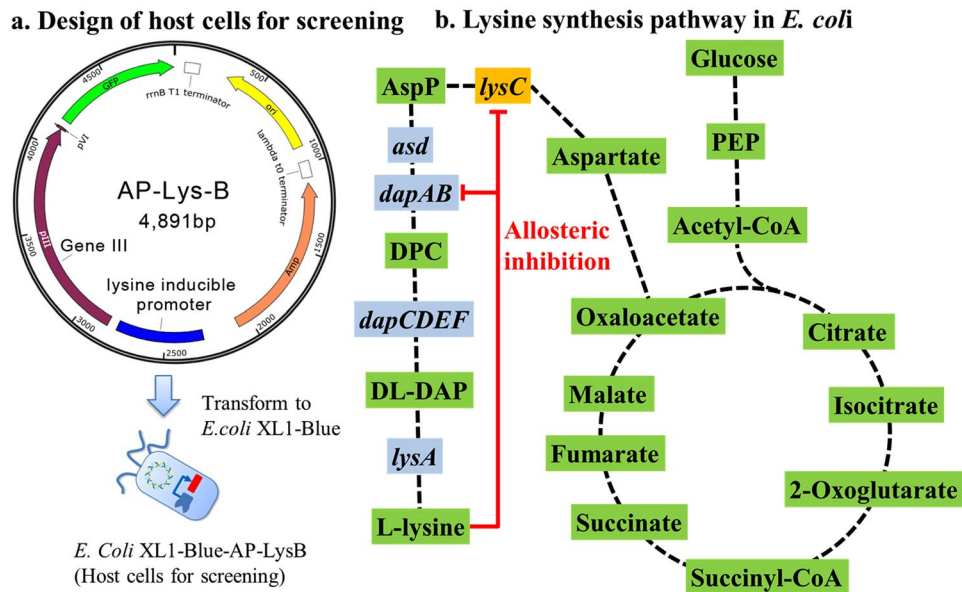 a. Design of host cells for screening
4500
500
GFP
rrnB T1 terminator
ori
4000
pVI
1000
lambda t0 terminator
AP-Lys-B
4,891bp
pIII
3500
Gene III
Amp
1500
lysine inducible
promoter
3000
2000
2500
Transform to
E.coli XL1-Blue
E. Coli XL1-Blue-AP-LysB
(Host cells for screening)
b. Lysine synthesis pathway in E. coli
AspP
lysC
Glucose
asd
Aspartate
PEP
dapAB
Acetyl-CoA
DPC
Allosteric
inhibition
dapCDEF
Oxaloacetate
Citrate
DL-DAP
Malate
Isocitrate
lysA
Fumarate
2-Oxoglutarate
L-lysine
Succinate
Succinyl-CoA